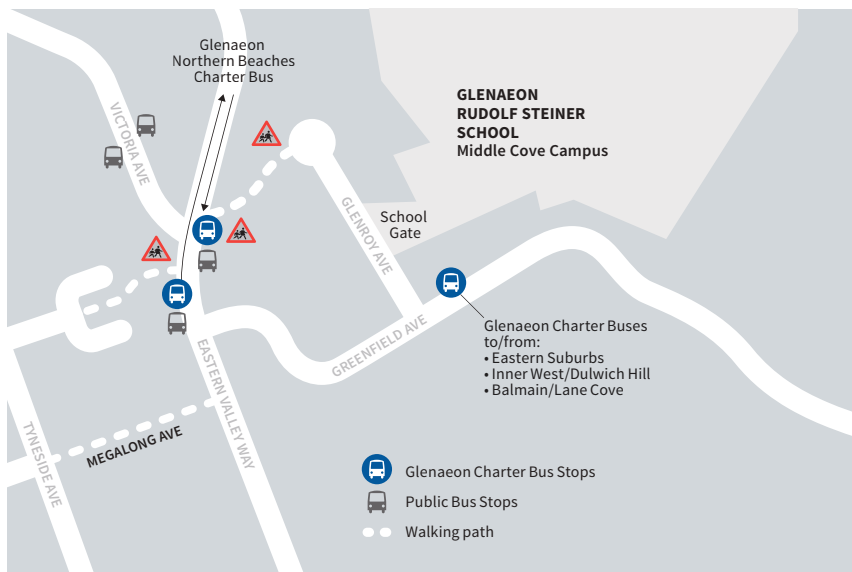 Glenaeon
Northern Beaches
Charter Bus
GLENAEON
RUDOLF STEINER
SCHOOL
Middle Cove Campus
VICTORIA AVE
GLENROY AVE
School
Gate
GREENFIELD AVE
Glenaeon Charter Buses
to/from:
• Eastern Suburbs
• Inner West/Dulwich Hill
• Balmain/Lane Cove
EASTERN VALLEY WAY
TYNESIDE AVE
MEGALONG AVE
Glenaeon Charter Bus Stops
Public Bus Stops
Walking path